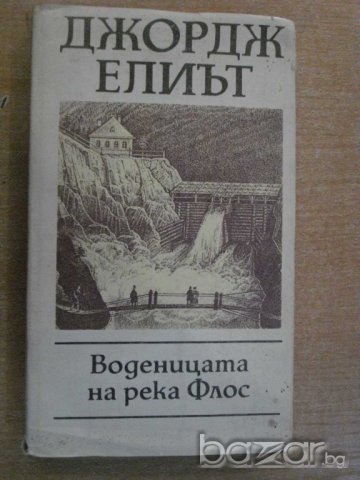 ДЖОРДЖ
ЕЛИЪТ
Воденицата
на река Флос
bazar.bg